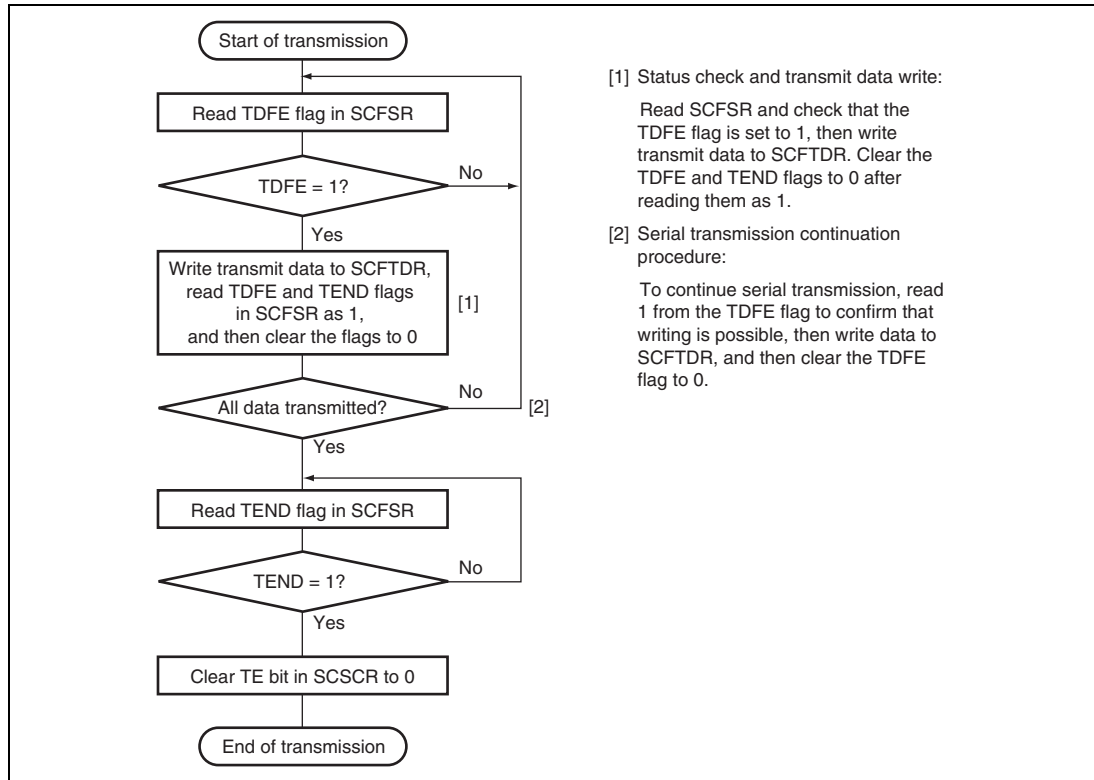 Start of transmission
Read TDFE flag in SCFSR
TDFE = 1?
No
Yes
Write transmit data to SCFTDR,
read TDFE and TEND flags
in SCFSR as 1,
and then clear the flags to 0
[1]
All data transmitted?
No
[2]
Yes
Read TEND flag in SCFSR
TEND = 1?
No
Yes
Clear TE bit in SCSCR to 0
End of transmission
[1] Status check and transmit data write:
Read SCFSR and check that the
TDFE flag is set to 1, then write
transmit data to SCFTDR. Clear the
TDFE and TEND flags to 0 after
reading them as 1.
[2] Serial transmission continuation
procedure:
To continue serial transmission, read
1 from the TDFE flag to confirm that
writing is possible, then write data to
SCFTDR, and then clear the TDFE
flag to 0.